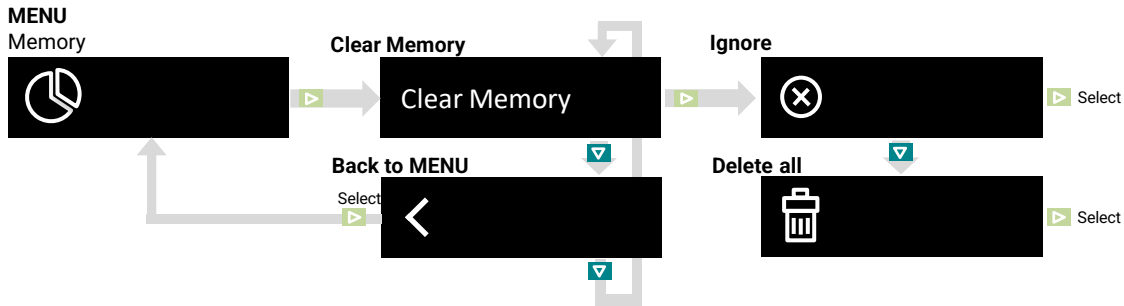 MENU
Memory
Clear Memory
Ignore
Clear Memory
Select
Back to MENU
Delete all
Select
Select